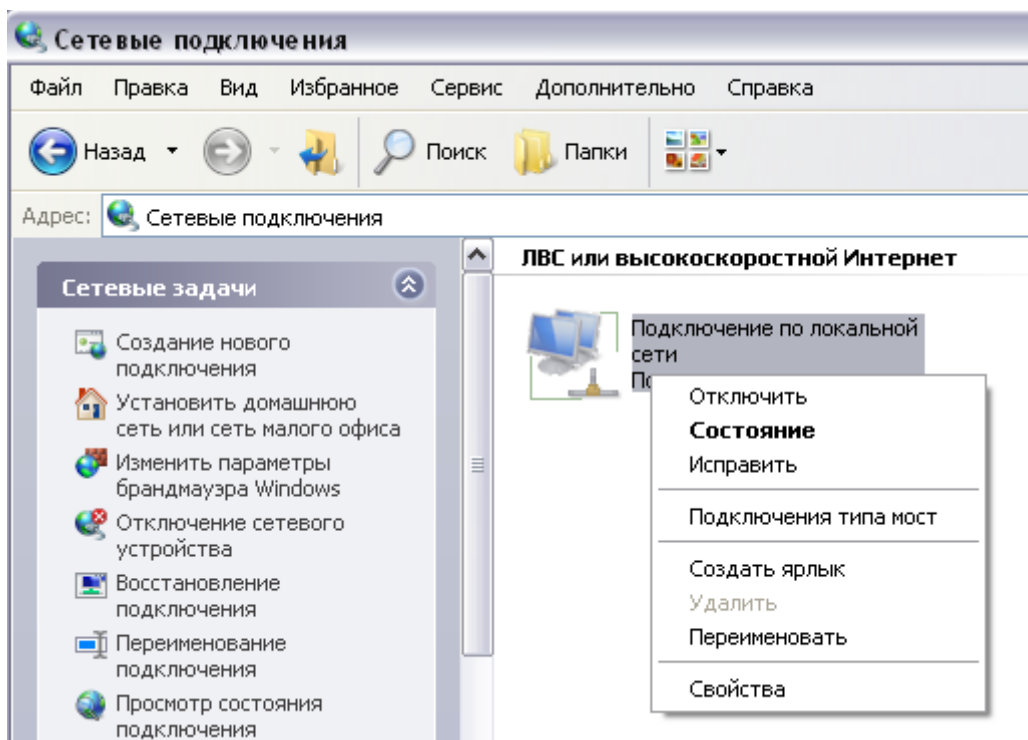 Сетевые подключения
Файл Правка Вид Избранное Сервис Дополнительно Справка
Назад Поиск Папки
Адрес: Сетевые подключения
Сетевые задачи
Создание нового
подключения
Установить домашнюю
сеть или сеть малого офиса
Изменить параметры
брандмауэра Windows
Отключение сетевого
устройства
Восстановление
подключения
Переименование
подключения
Просмотр состояния
подключения
ЛВС или высокоскоростной Интернет
Подключение по локальной
сети
Отключить
Состояние
Исправить
Подключения типа мост
Создать ярлык
Удалить
Переименовать
Свойства